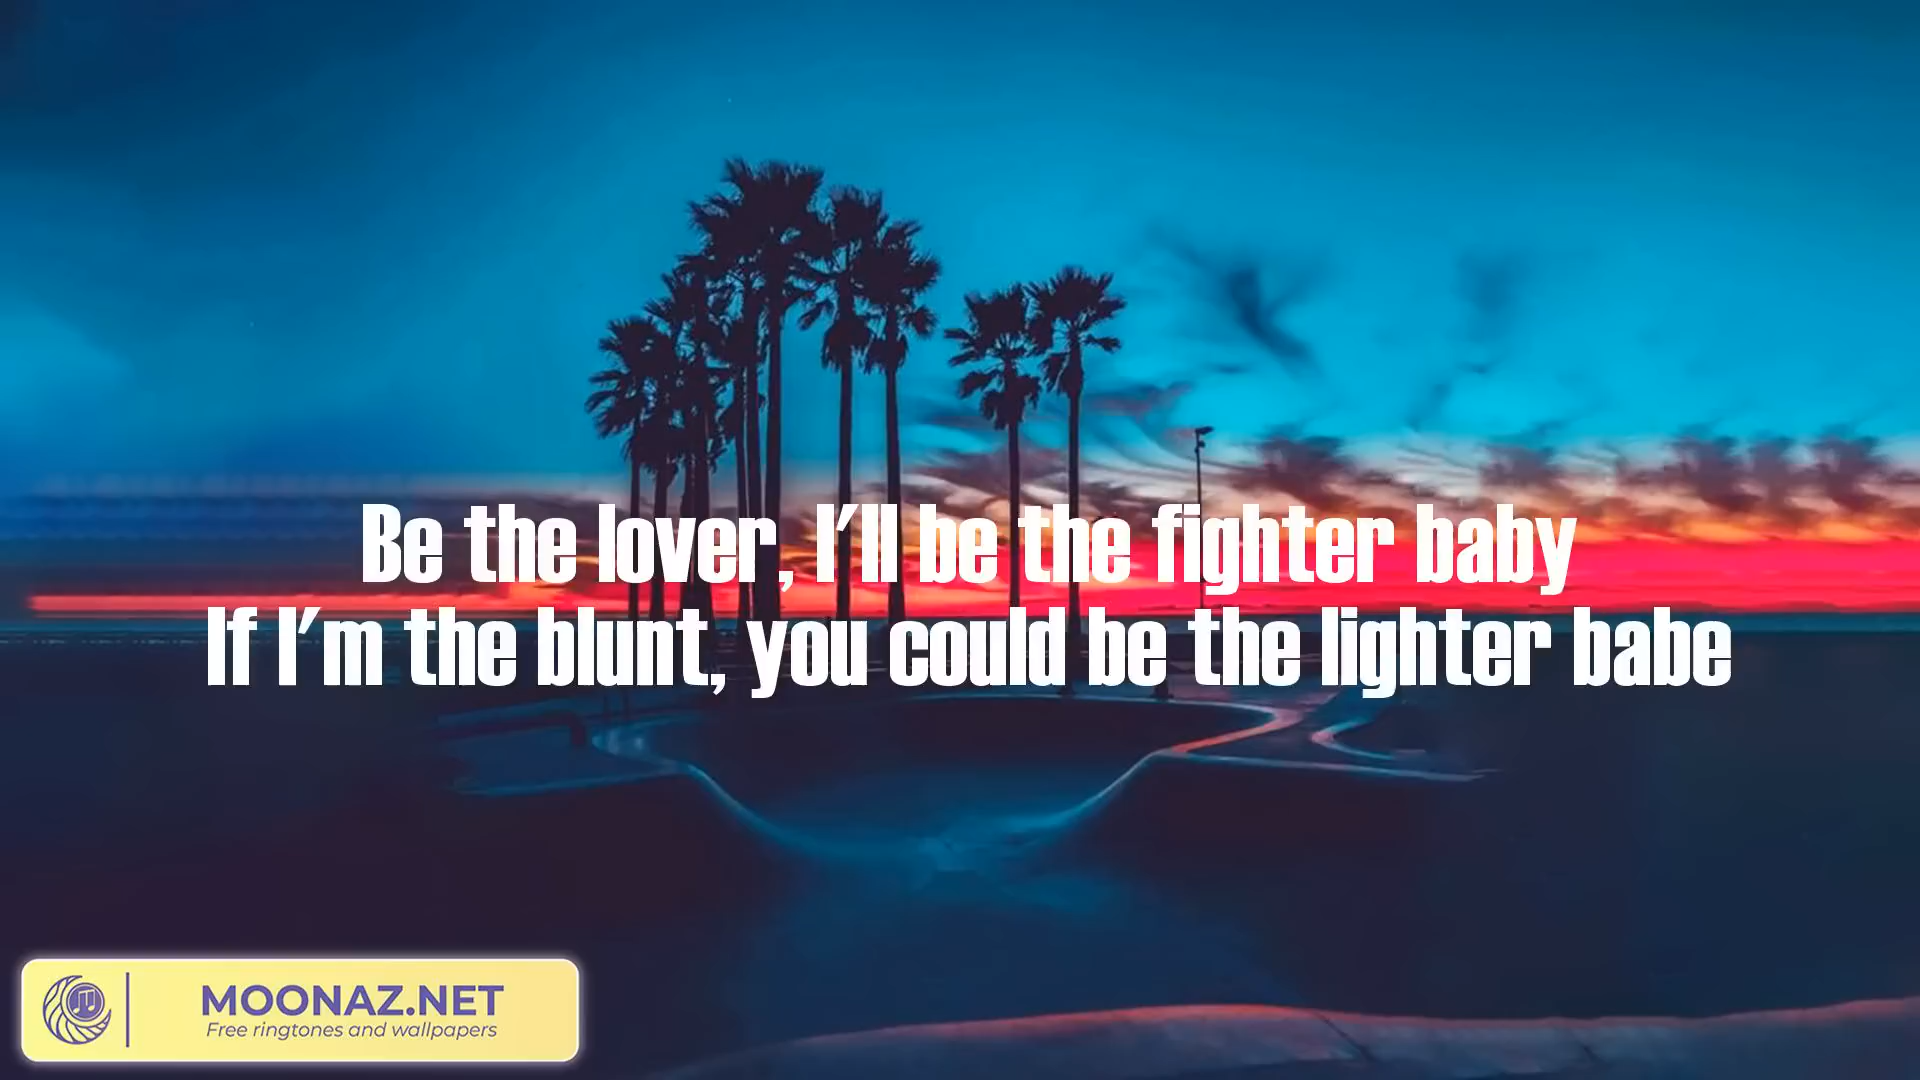 Be the lover, I'll be the fighter baby
If I'm the blunt, you could be the lighter babe
MOONAZ.NET
Free ringtones and wallpapers